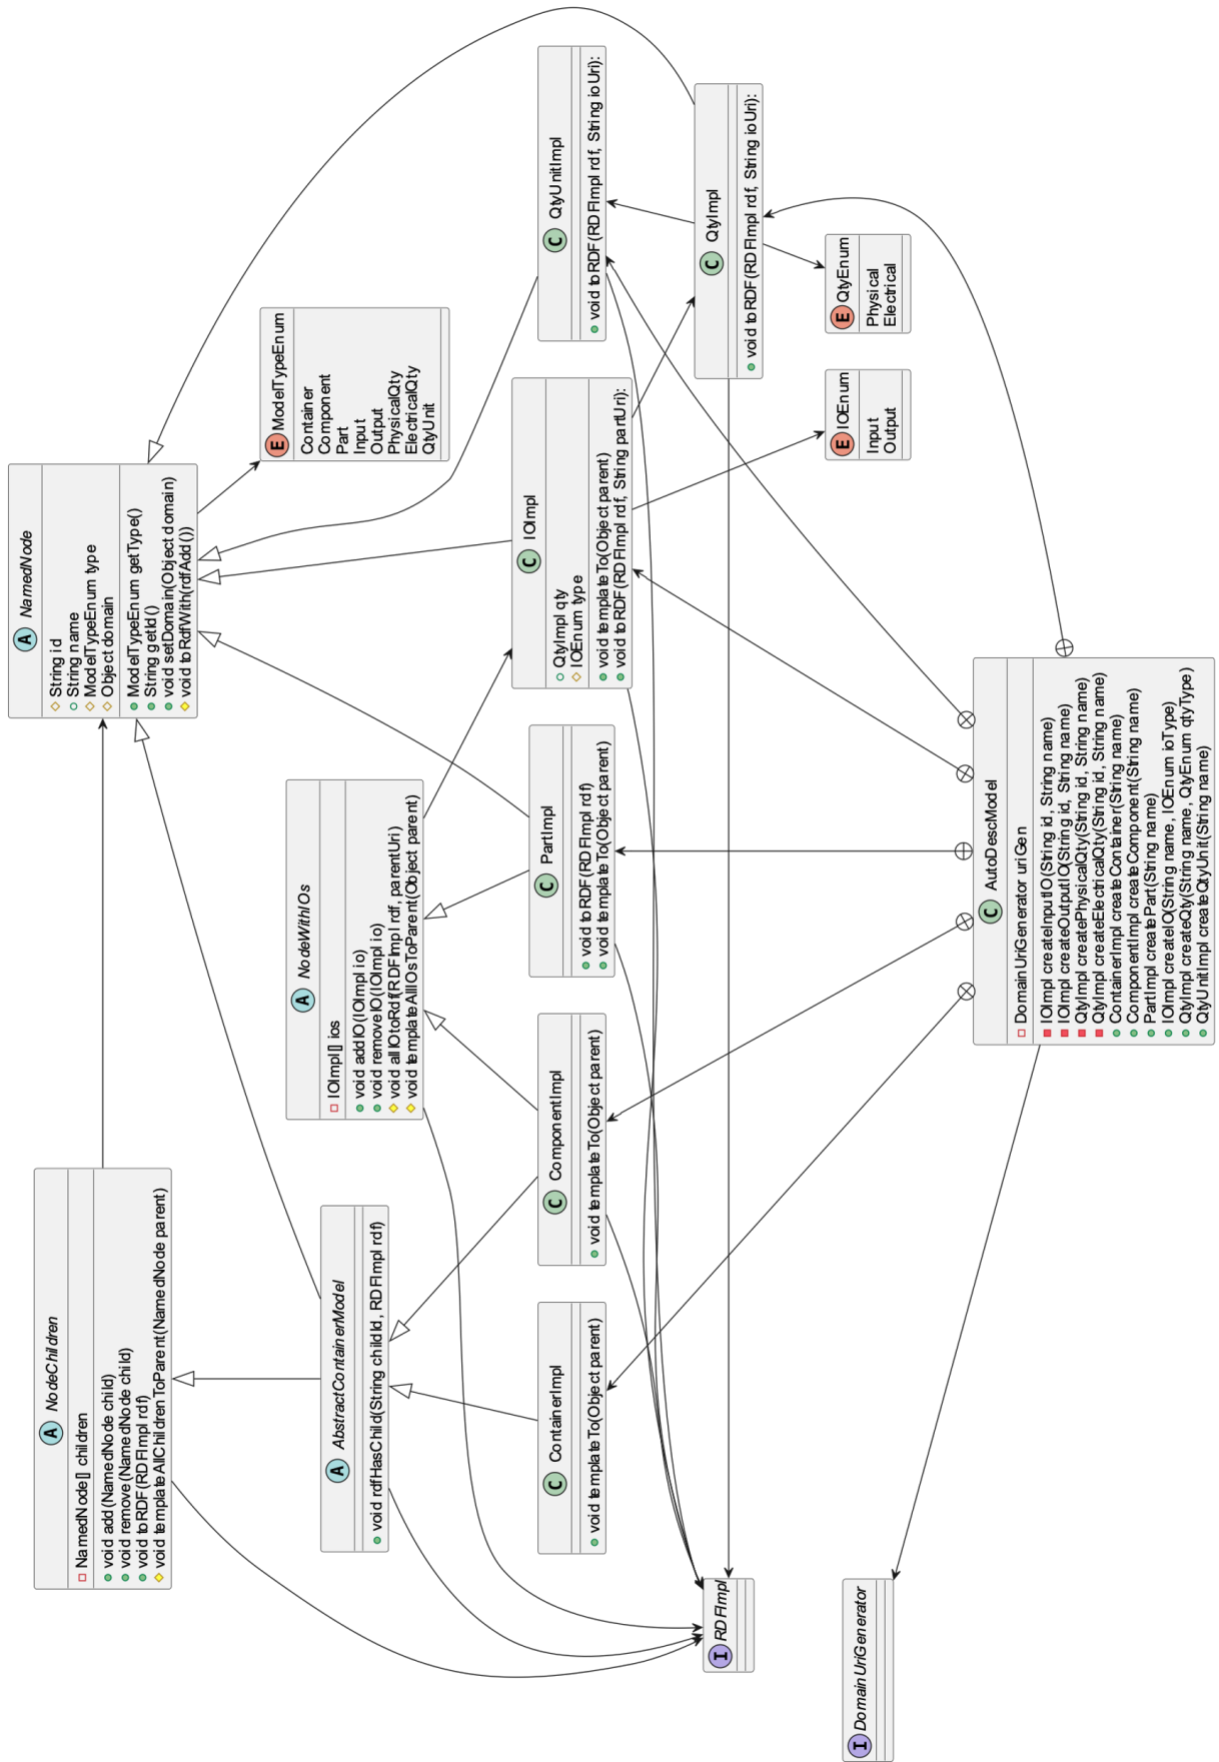 A NodeChildren
NamedNode[] children
void add(NamedNode child)
void remove(NamedNode child)
void toRDF(RDFImpl rdf)
void templateAllChildrenToParent(NamedNode parent)
A NamedNode
String id
String name
ModelTypeEnum type
Object domain
ModelTypeEnum getType()
String getId()
void setDomain(Object domain)
void toRdfWith(rdfAdd())
A AbstractContainerModel
void rdfHasChild(String childId, RDFImpl rdf)
A NodeWithIOs
IOImpl[] ios
void addIO(IOImpl io)
void removeIO(IOImpl io)
void allIOtoRdf(RDFImpl rdf, parentUri)
void templateAllIOsToParent(Object parent)
E ModelTypeEnum
Container
Component
Part
Input
Output
PhysicalQty
ElectricalQty
QtyUnit
C ContainerImpl
void templateTo(Object parent)
C ComponentImpl
void templateTo(Object parent)
C PartImpl
void toRDF(RDFImpl rdf)
void templateTo(Object parent)
C IOImpl
QtyImpl qty
IOEnum type
void templateTo(Object parent)
void toRDF(RDFImpl rdf, String partUri):
C QtyUnitImpl
void toRDF(RDFImpl rdf, String ioUri):
I RDFImpl
C QtyImpl
void toRDF(RDFImpl rdf, String ioUri):
I DomainUriGenerator
E IOEnum
Input
Output
E QtyEnum
Physical
Electrical
C AutoDescModel
DomainUriGenerator uriGen
IOImpl createInputIO(String id, String name)
IOImpl createOutputIO(String id, String name)
QtyImpl createPhysicalQty(String id, String name)
QtyImpl createElectricalQty(String id, String name)
ContainerImpl createContainer(String name)
ComponentImpl createComponent(String name)
PartImpl createPart(String name)
IOImpl createIO(String name, IOEnum ioType)
QtyImpl createQty(String name, QtyEnum qtyType)
QtyUnitImpl createQtyUnit(String name)